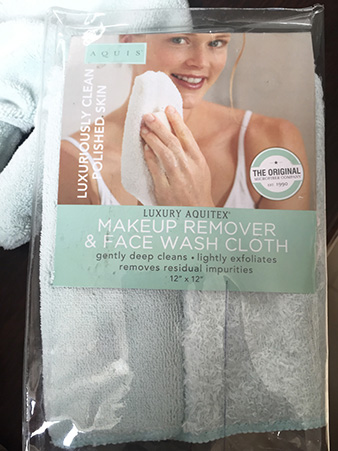 AQUIS
LUXURIOUSLY CLEAN
POLISHED SKIN
THE ORIGINAL
MICROFIBER COMPANY
EST. 1990
LUXURY AQUITEX®
MAKEUP REMOVER
& FACE WASH CLOTH
gently deep cleans • lightly exfoliates
removes residual impurities
12" x 12"